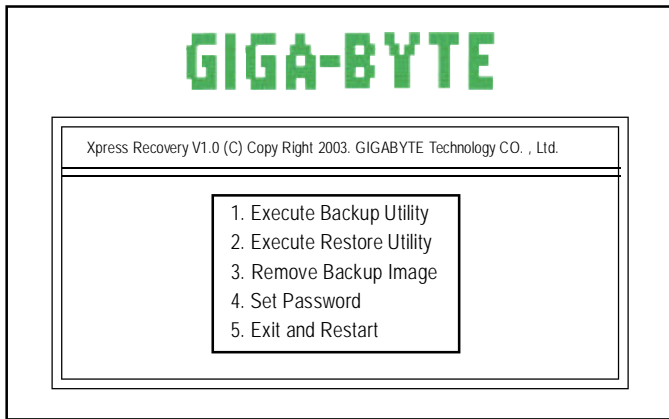 GIGA-BYTE
Xpress Recovery V1.0 (C) Copy Right 2003. GIGABYTE Technology CO. , Ltd.
1. Execute Backup Utility
2. Execute Restore Utility
3. Remove Backup Image
4. Set Password
5. Exit and Restart